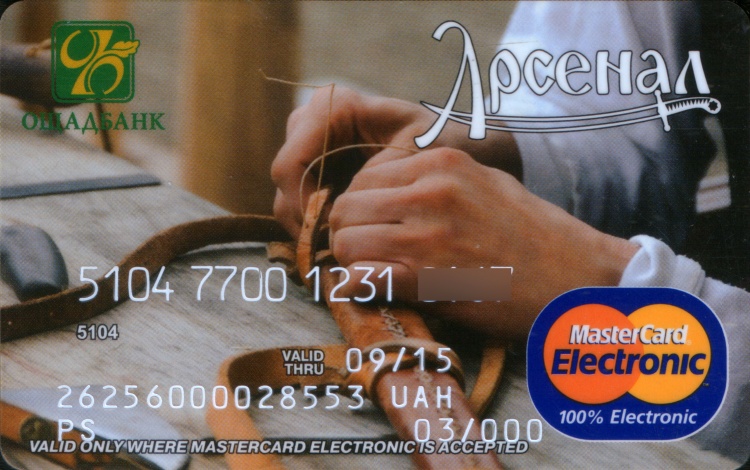 ОЩАДБАНК
Арсенал
5104 7700 1231
5104
VALID THRU 09/15
26256000028553 UAH
PS 03/000
VALID ONLY WHERE MASTERCARD ELECTRONIC IS ACCEPTED
MasterCard
Electronic
100% Electronic